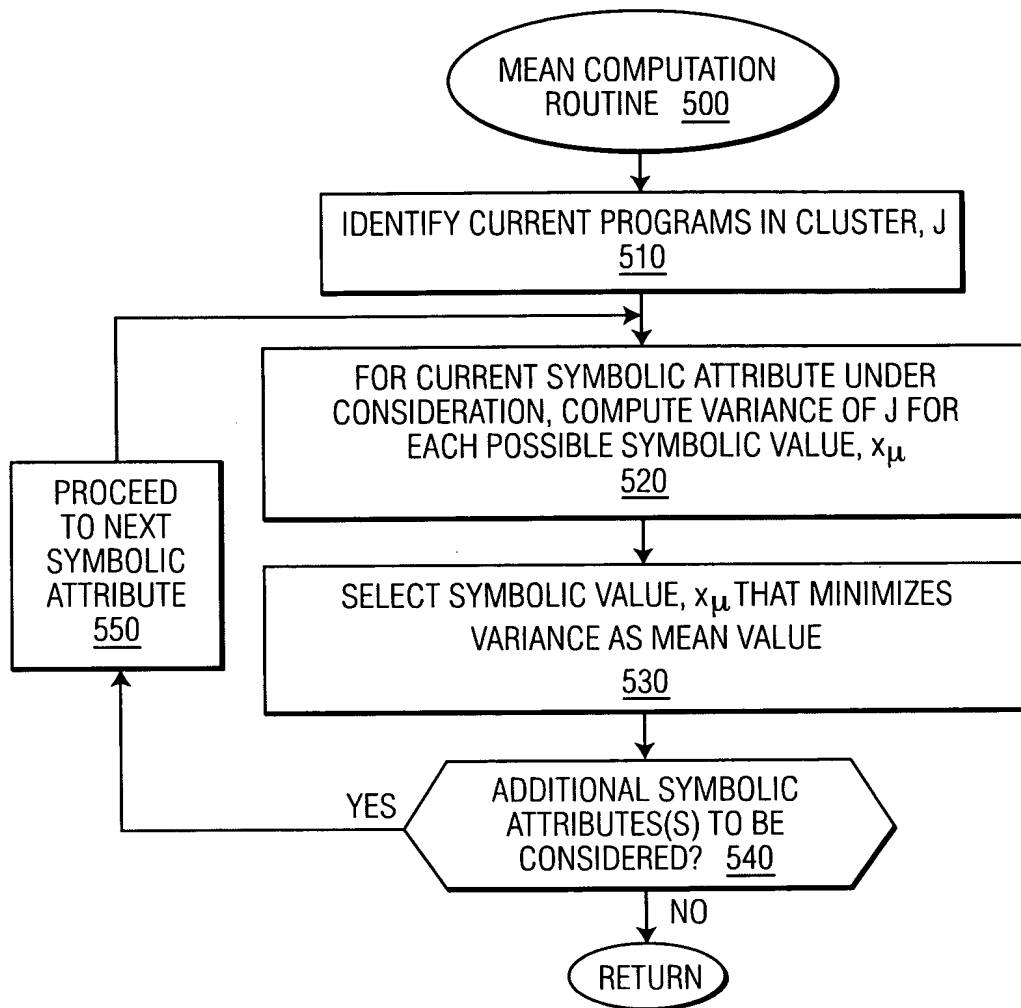 MEAN COMPUTATION
ROUTINE 500
IDENTIFY CURRENT PROGRAMS IN CLUSTER, J
510
FOR CURRENT SYMBOLIC ATTRIBUTE UNDER
CONSIDERATION, COMPUTE VARIANCE OF J FOR
EACH POSSIBLE SYMBOLIC VALUE, xμ
520
PROCEED
TO NEXT
SYMBOLIC
ATTRIBUTE
550
SELECT SYMBOLIC VALUE, xμ THAT MINIMIZES
VARIANCE AS MEAN VALUE
530
YES
ADDITIONAL SYMBOLIC
ATTRIBUTES(S) TO BE
CONSIDERED? 540
NO
RETURN